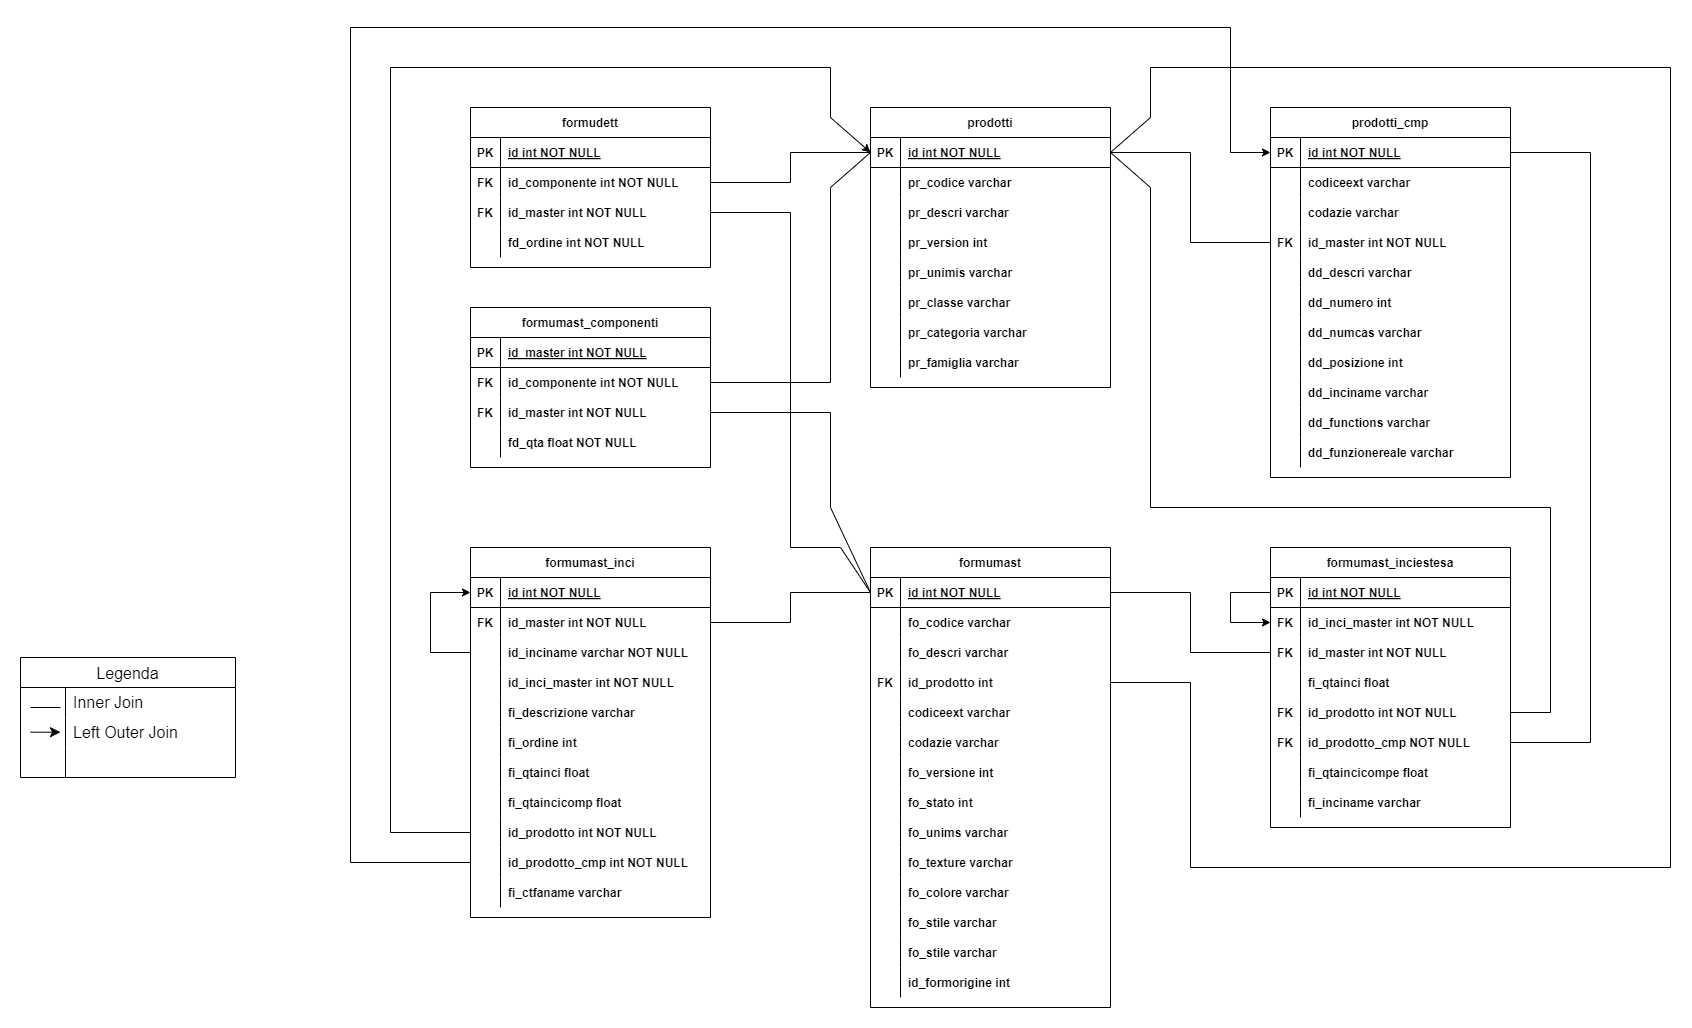 formudett
PK id int NOT NULL
FK id_componente int NOT NULL
FK id_master int NOT NULL
fd_ordine int NOT NULL
prodotti
PK id int NOT NULL
pr_codice varchar
pr_descri varchar
pr_version int
pr_unimis varchar
pr_classe varchar
pr_categoria varchar
pr_famiglia varchar
prodotti_cmp
PK id int NOT NULL
codiceext varchar
codazie varchar
FK id_master int NOT NULL
dd_descri varchar
dd_numero int
dd_numcas varchar
dd_posizione int
dd_inciname varchar
dd_functions varchar
dd_funzionereale varchar
formumast_componenti
PK id_master int NOT NULL
FK id_componente int NOT NULL
FK id_master int NOT NULL
fd_qta float NOT NULL
formumast_inci
PK id int NOT NULL
FK id_master int NOT NULL
id_inciname varchar NOT NULL
id_inci_master int NOT NULL
fi_descrizione varchar
fi_ordine int
fi_qtainci float
fi_qtaincicomp float
id_prodotto int NOT NULL
id_prodotto_cmp int NOT NULL
fi_ctfaname varchar
formumast
PK id int NOT NULL
fo_codice varchar
fo_descri varchar
FK id_prodotto int
codiceext varchar
codazie varchar
fo_versione int
fo_stato int
fo_unims varchar
fo_texture varchar
fo_colore varchar
fo_stile varchar
fo_stile varchar
id_formorigine int
formumast_inciestesa
PK id int NOT NULL
FK id_inci_master int NOT NULL
FK id_master int NOT NULL
fi_qtainci float
FK id_prodotto int NOT NULL
FK id_prodotto_cmp NOT NULL
fi_qtaincicompe float
fi_inciname varchar
Legenda
Inner Join
Left Outer Join